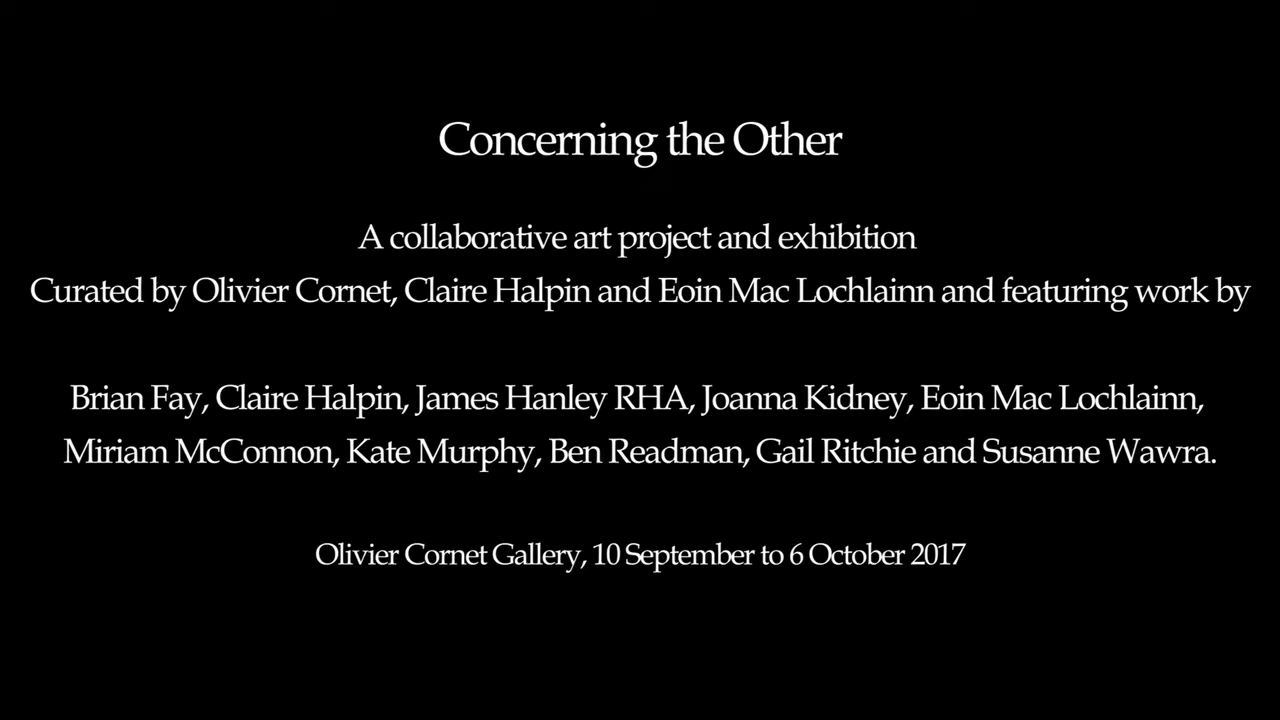 Concerning the Other
A collaborative art project and exhibition
Curated by Olivier Cornet, Claire Halpin and Eoin Mac Lochlainn and featuring work by
Brian Fay, Claire Halpin, James Hanley RHA, Joanna Kidney, Eoin Mac Lochlainn,
Miriam McConnon, Kate Murphy, Ben Readman, Gail Ritchie and Susanne Wawra.
Olivier Cornet Gallery, 10 September to 6 October 2017